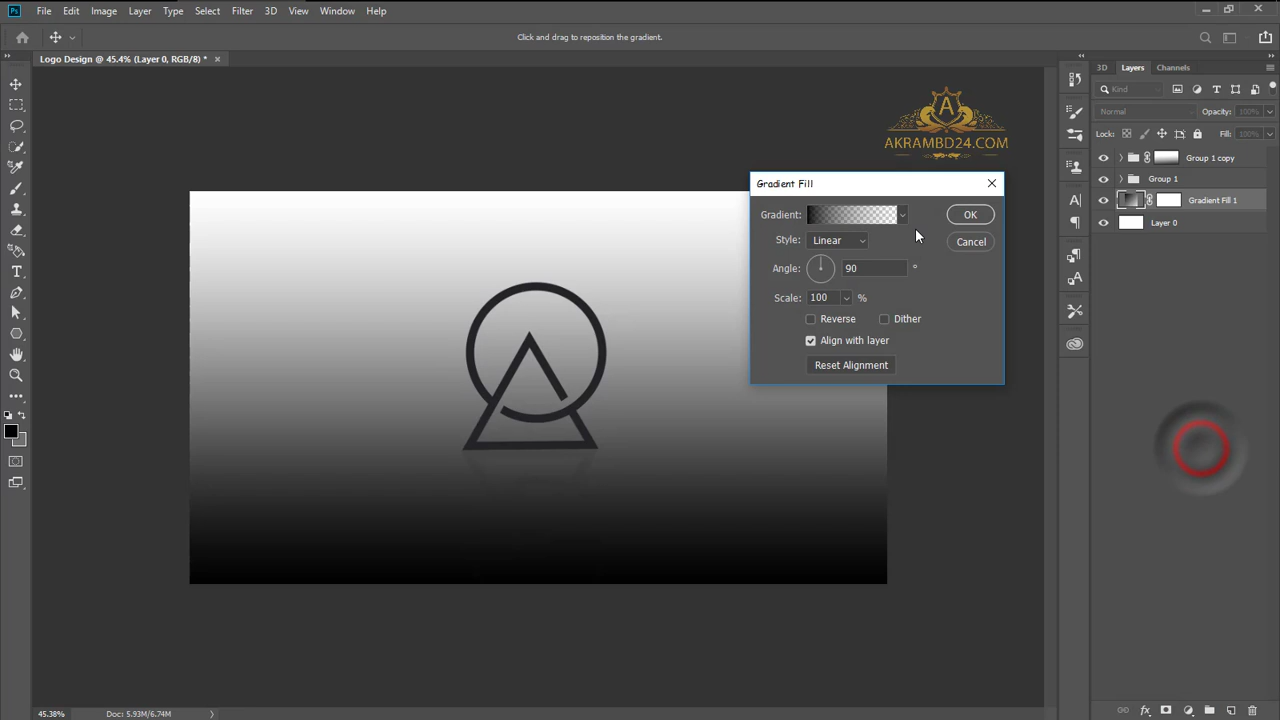 Ps File Edit Image Layer Type Select Filter 3D View Window Help
Click and drag to reposition the gradient.
Logo Design @ 45.4% (Layer 0, RGB/8) * ×
3D Layers Channels
Kind
Normal Opacity: 100%
Lock: Fill: 100%
Group 1 copy
Group 1
Gradient Fill 1
Layer 0
A
AKRAMBD24.COM
Gradient Fill
Gradient: OK
Style: Linear Cancel
Angle: 90 °
Scale: 100 %
Reverse Dither
Align with layer
Reset Alignment
45.38% Doc: 5.93M/6.74M